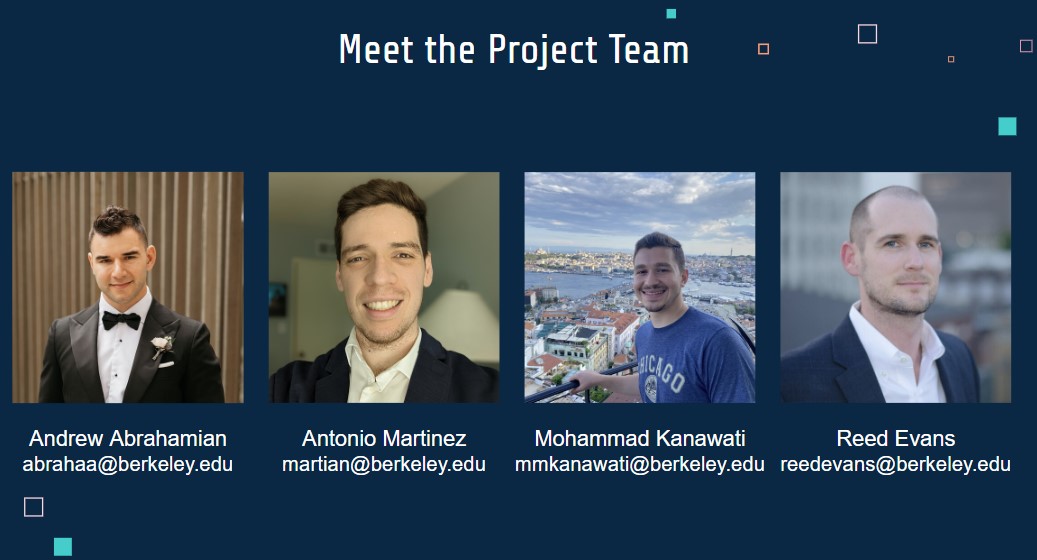 Meet the Project Team
CHICAGO
Andrew Abrahamian
Antonio Martinez
Mohammad Kanawati
Reed Evans
abrahaa@berkeley.edu
martian@berkeley.edu
mmkanawati@berkeley.edu
reedevans@berkeley.edu